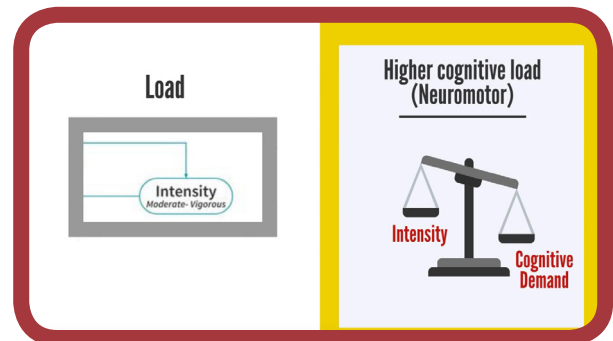 Load
Intensity
Moderate- Vigorous
Higher cognitive load
(Neuromotor)
Intensity
Cognitive
Demand